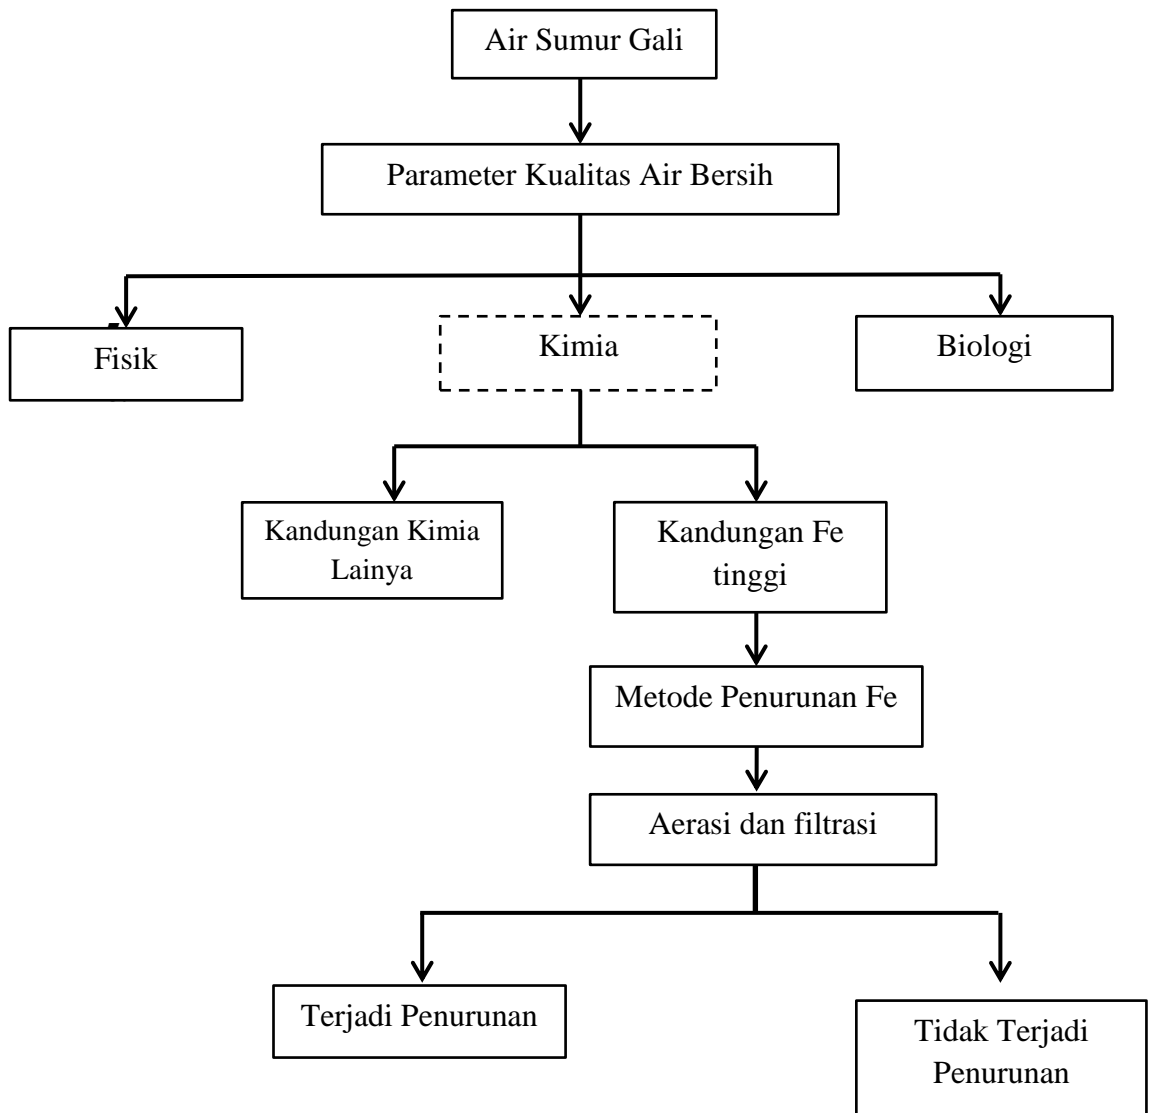 Air Sumur Gali
Parameter Kualitas Air Bersih
Fisik
Kimia
Biologi
Kandungan Kimia
Lainya
Kandungan Fe
tinggi
Metode Penurunan Fe
Aerasi dan filtrasi
Terjadi Penurunan
Tidak Terjadi
Penurunan